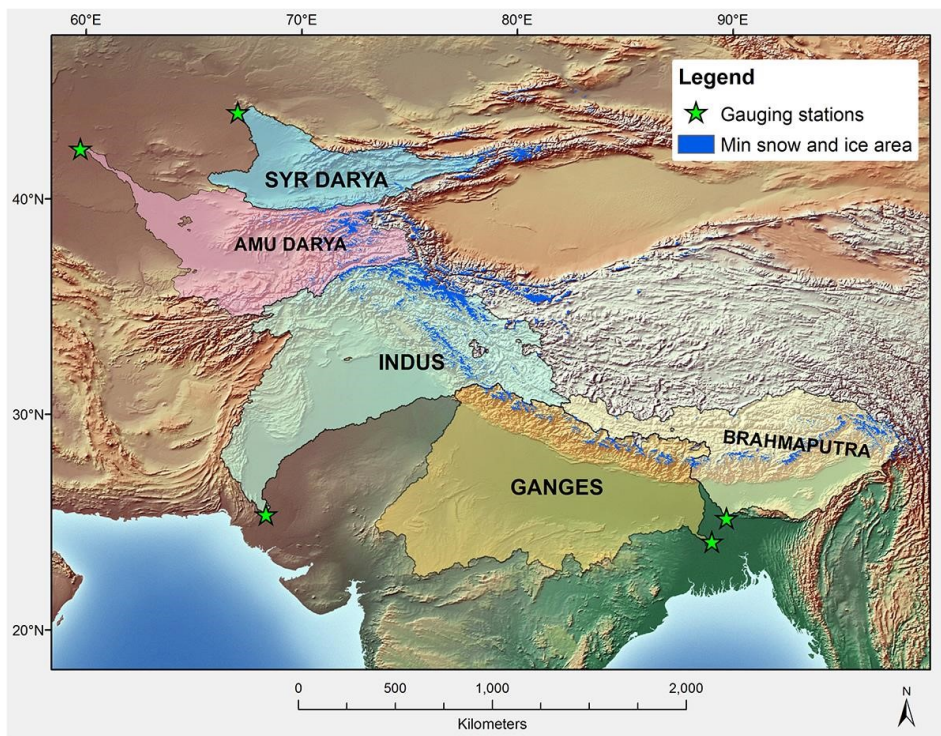 60°E 70°E 80°E 90°E
Legend
Gauging stations
Min snow and ice area
SYR DARYA
40°N
AMU DARYA
INDUS
30°N
BRAHMAPUTRA
GANGES
20°N
0 500 1,000 2,000
Kilometers
N